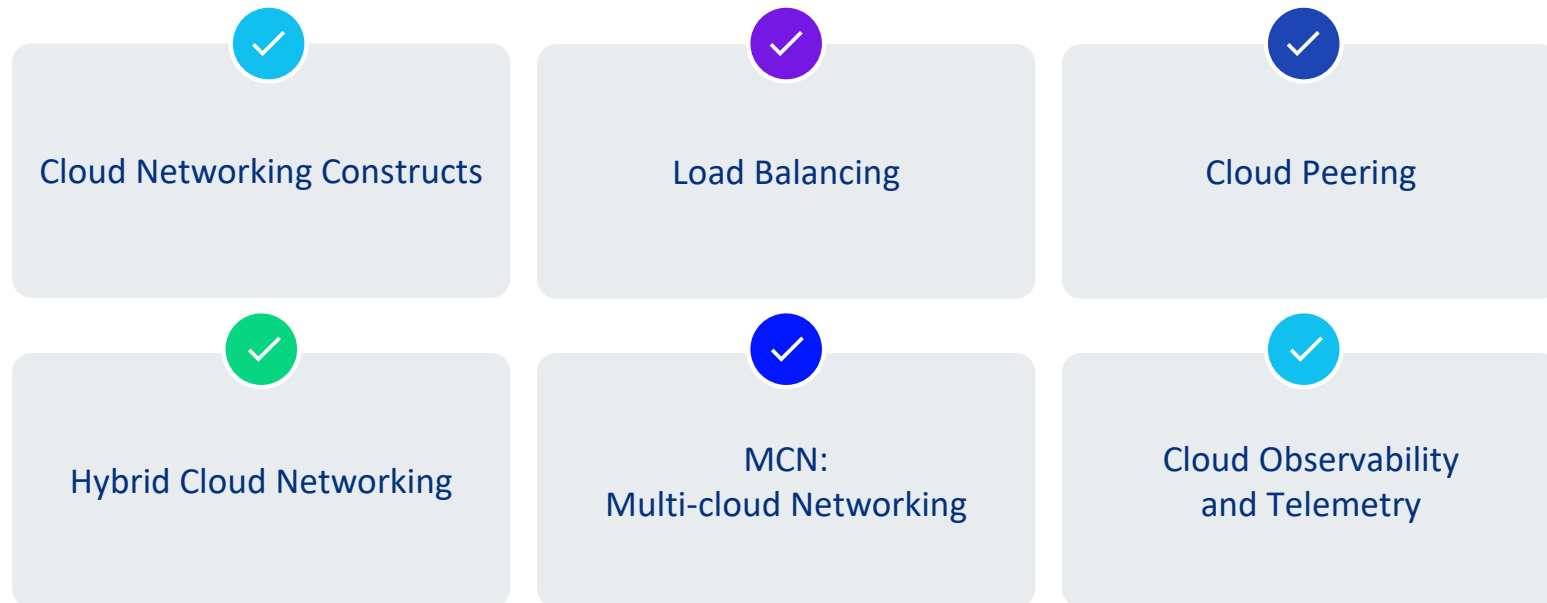 Cloud Networking Constructs
Load Balancing
Cloud Peering
Hybrid Cloud Networking
MCN:
Multi-cloud Networking
Cloud Observability
and Telemetry